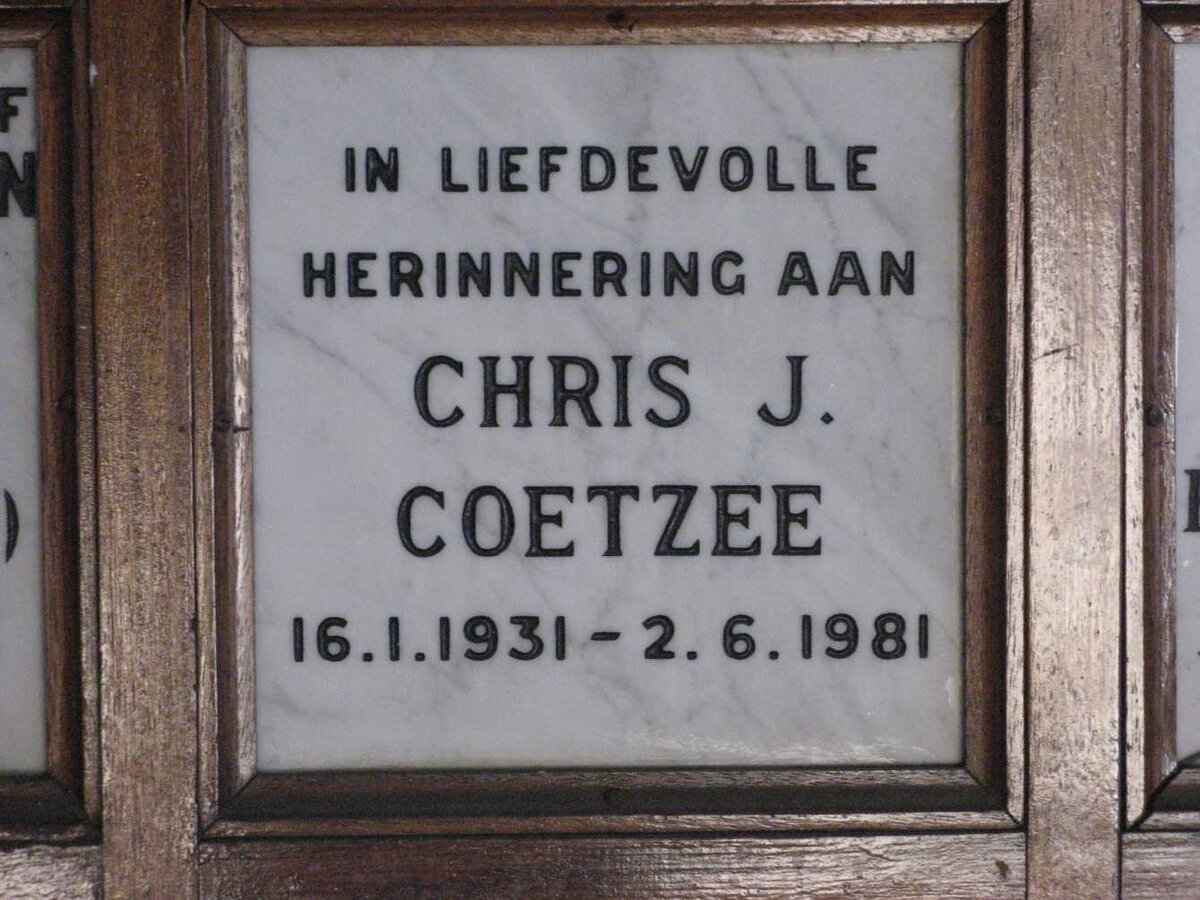 IN LIEFDEVOLLE
HERINNERING AAN
CHRIS J.
COETZEE
16.1.1931 – 2.6.1981